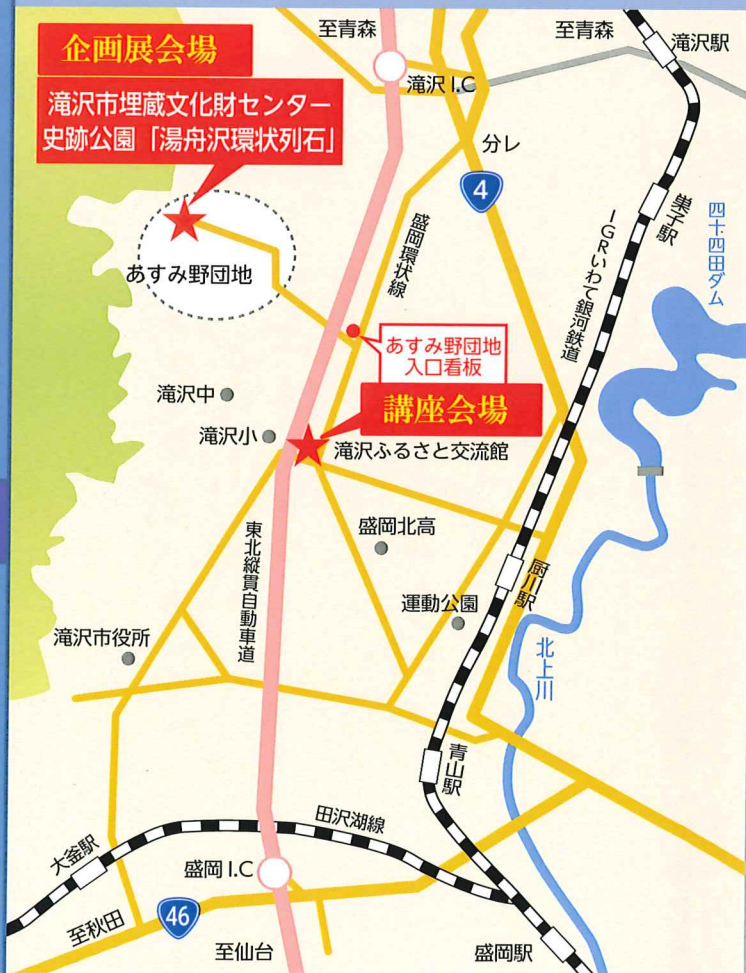 至青森
至青森
企画展会場
滝沢駅
滝沢市埋蔵文化財センター
史跡公園「湯舟沢環状列石」
滝沢I.C
分レ
4
巣子駅
四十四田ダム
盛岡環状線
IGRいわて銀河鉄道
あすみ野団地
あすみ野団地
入口看板
滝沢中
講座会場
滝沢小
滝沢ふるさと交流館
東北縦貫自動車道
盛岡北高
厨川駅
運動公園
滝沢市役所
北上川
青山駅
田沢湖線
大釜駅
盛岡I.C
46
至秋田
至仙台
盛岡駅